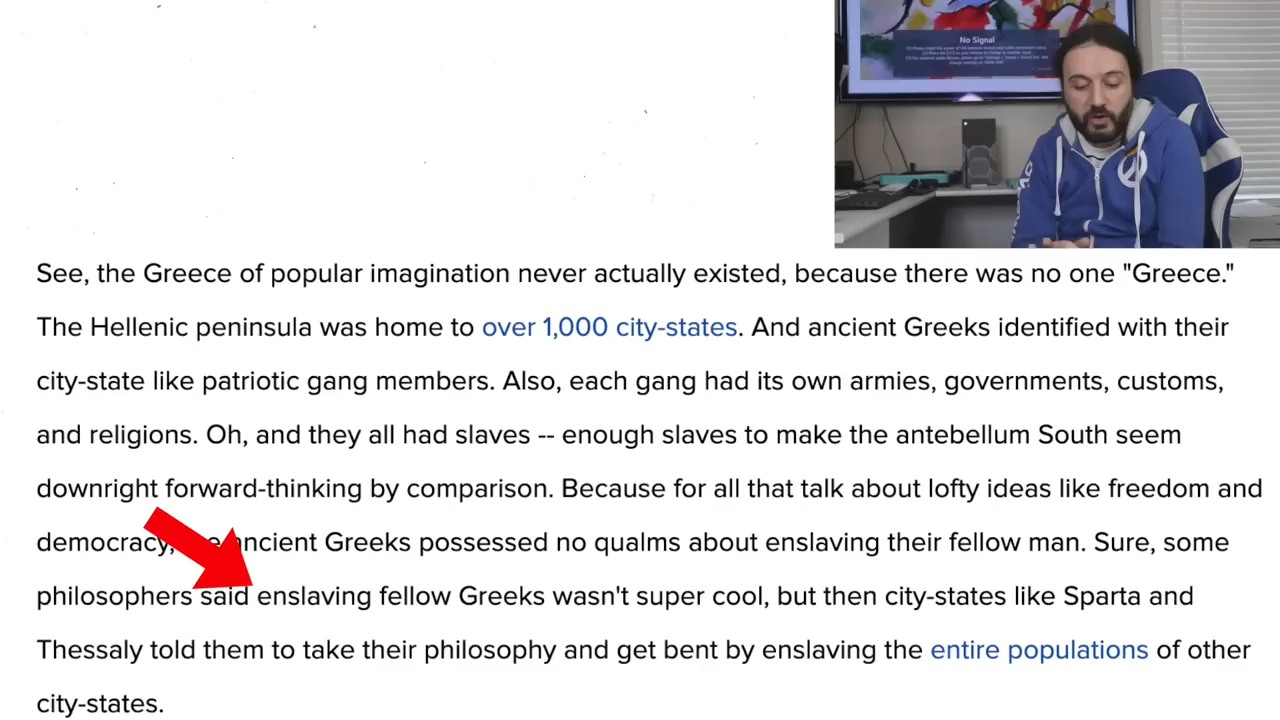 No Signal
See, the Greece of popular imagination never actually existed, because there was no one "Greece."
The Hellenic peninsula was home to over 1,000 city-states. And ancient Greeks identified with their
city-state like patriotic gang members. Also, each gang had its own armies, governments, customs,
and religions. Oh, and they all had slaves -- enough slaves to make the antebellum South seem
downright forward-thinking by comparison. Because for all that talk about lofty ideas like freedom and
democracy, ancient Greeks possessed no qualms about enslaving their fellow man. Sure, some
philosophers said enslaving fellow Greeks wasn't super cool, but then city-states like Sparta and
Thessaly told them to take their philosophy and get bent by enslaving the entire populations of other
city-states.